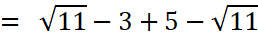 = √11 − 3 + 5 − √11